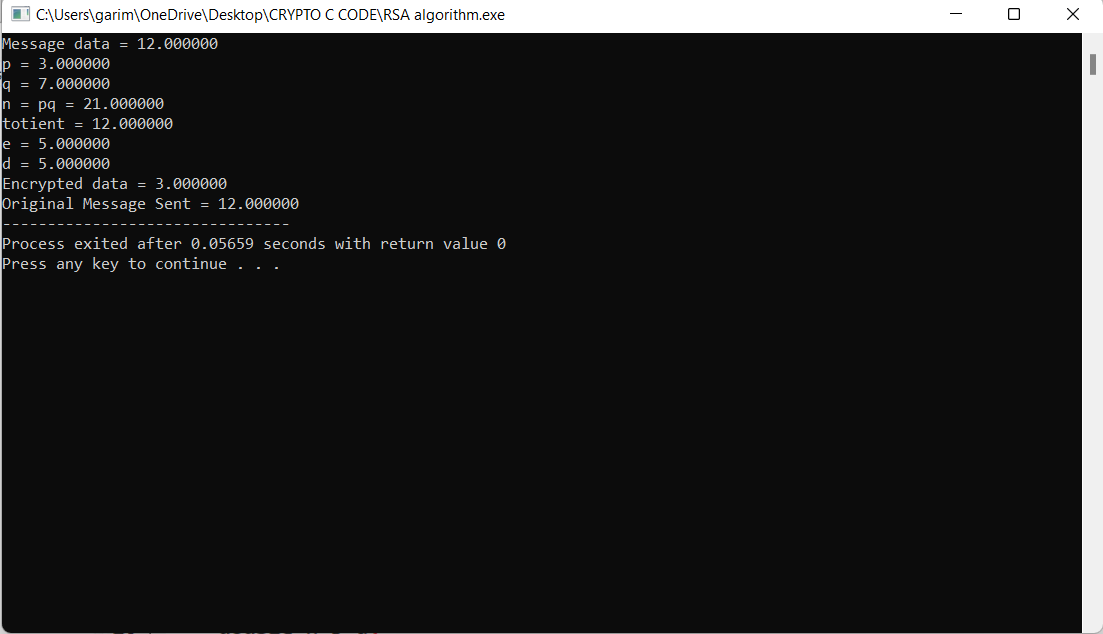 C:\Users\garim\OneDrive\Desktop\CRYPTO C CODE\RSA algorithm.exe
Message data = 12.000000
p = 3.000000
q = 7.000000
n = pq = 21.000000
totient = 12.000000
e = 5.000000
d = 5.000000
Encrypted data = 3.000000
Original Message Sent = 12.000000
--------------------------------
Process exited after 0.05659 seconds with return value 0
Press any key to continue . . .